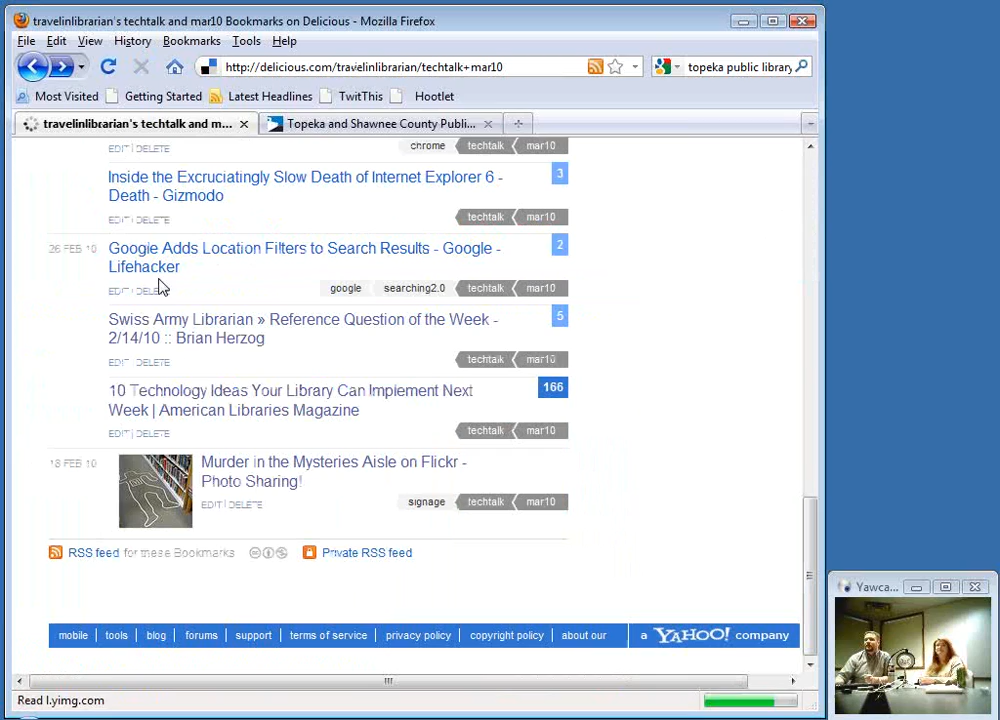 travelinlibrarian's techtalk and mar10 Bookmarks on Delicious - Mozilla Firefox
File Edit View History Bookmarks Tools Help
http://delicious.com/travelinlibrarian/techtalk+mar10
topeka public library
Most Visited Getting Started Latest Headlines TwitThis Hootlet
travelinlibrarian's techtalk and m...
Topeka and Shawnee County Publi...
EDIT | DELETE
chrome techtalk mar10
Inside the Excruciatingly Slow Death of Internet Explorer 6 - 3
Death - Gizmodo
EDIT | DELETE
techtalk mar10
26 FEB 10
Google Adds Location Filters to Search Results - Google - 2
Lifehacker
EDIT | DELETE
google searching2.0 techtalk mar10
Swiss Army Librarian » Reference Question of the Week - 5
2/14/10 :: Brian Herzog
EDIT | DELETE
techtalk mar10
10 Technology Ideas Your Library Can Implement Next 166
Week | American Libraries Magazine
EDIT | DELETE
techtalk mar10
18 FEB 10
Murder in the Mysteries Aisle on Flickr -
Photo Sharing!
EDIT | DELETE
signage techtalk mar10
RSS feed for these Bookmarks
Private RSS feed
mobile | tools | blog | forums | support | terms of service | privacy policy | copyright policy | about our
a YAHOO! company
Read l.yimg.com
Yawca...